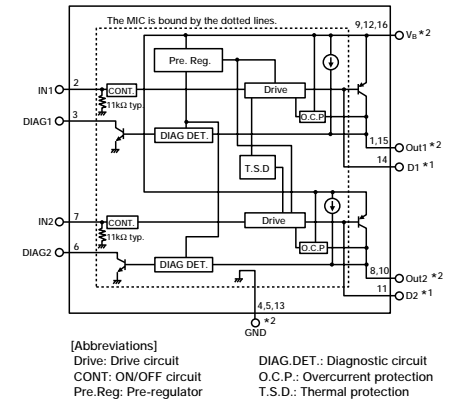 The MIC is bound by the dotted lines.
9,12,16
VB *2
Pre. Reg.
IN1
2
CONT.
Drive
11kΩ typ.
O.C.P
DIAG1
3
DIAG DET.
1,15
Out1 *2
14
D1 *1
T.S.D
IN2
7
CONT.
Drive
11kΩ typ.
O.C.P
DIAG2
6
DIAG DET.
8,10
Out2 *2
11
D2 *1
4,5,13
*2
GND
[Abbreviations]
Drive: Drive circuit
DIAG.DET.: Diagnostic circuit
CONT: ON/OFF circuit
O.C.P.: Overcurrent protection
Pre.Reg: Pre-regulator
T.S.D.: Thermal protection